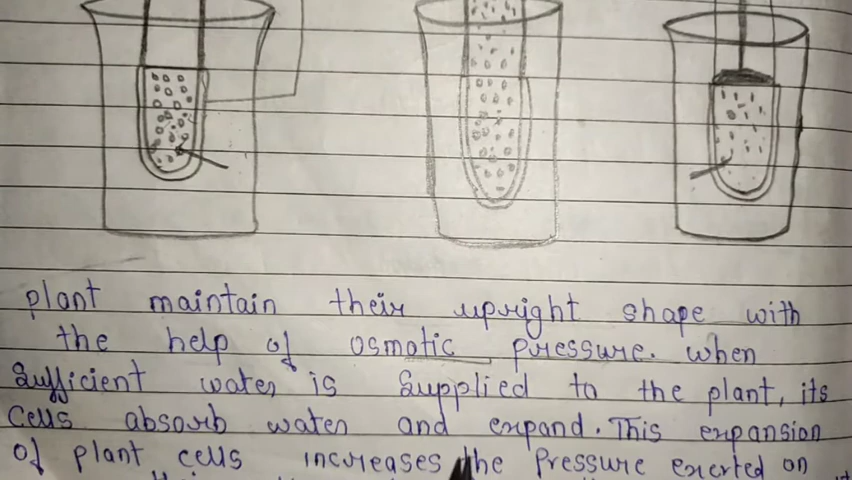 plant maintain their upright shape with
the help of osmatic pressure. when
Sufficient water is supplied to the plant, its
cells absorb water and expand. This expansion
of plant cells increases the pressure exerted on